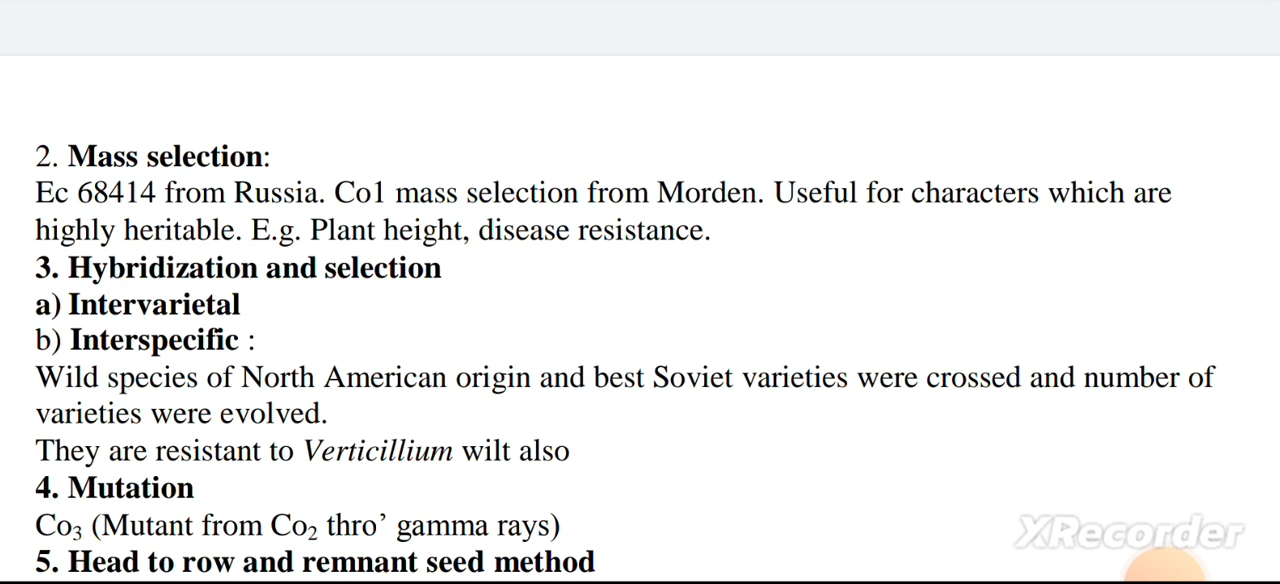 2. Mass selection:
Ec 68414 from Russia. Co1 mass selection from Morden. Useful for characters which are
highly heritable. E.g. Plant height, disease resistance.
3. Hybridization and selection
a) Intervarietal
b) Interspecific :
Wild species of North American origin and best Soviet varieties were crossed and number of
varieties were evolved.
They are resistant to Verticillium wilt also
4. Mutation
Co₃ (Mutant from Co₂ thro’ gamma rays)
XRecorder
5. Head to row and remnant seed method